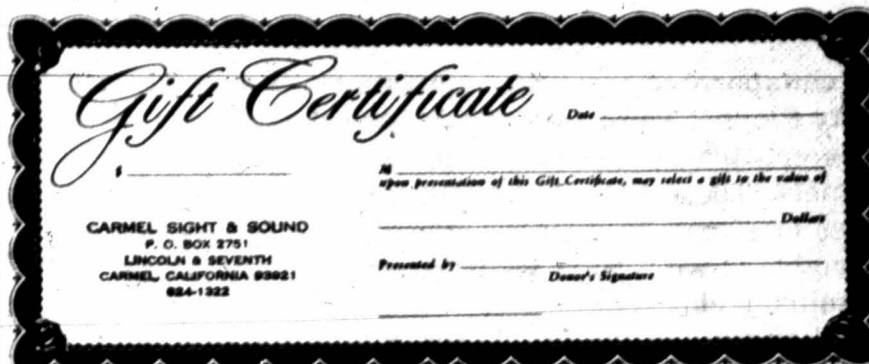 Gift Certificate Date
$
M
upon presentation of this Gift Certificate, may select a gift to the value of
Dollars
CARMEL SIGHT & SOUND
P. O. BOX 2751
LINCOLN & SEVENTH
CARMEL, CALIFORNIA 93921
624-1322
Presented by
Donor's Signature